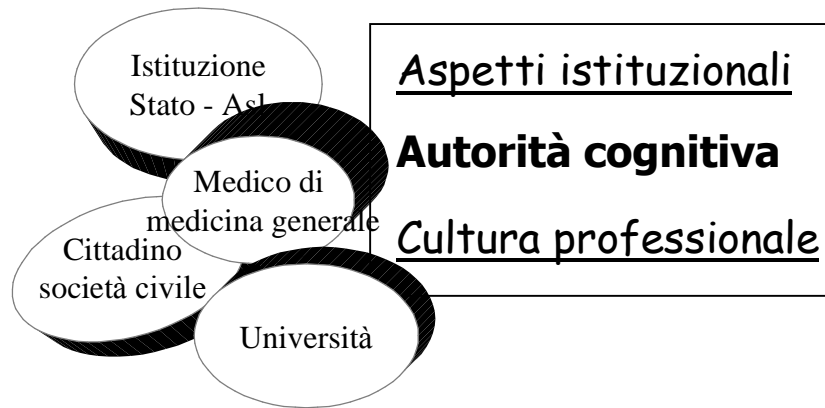 Istituzione
Stato - Asl
Medico di
medicina generale
Cittadino
società civile
Università
Aspetti istituzionali
Autorità cognitiva
Cultura professionale